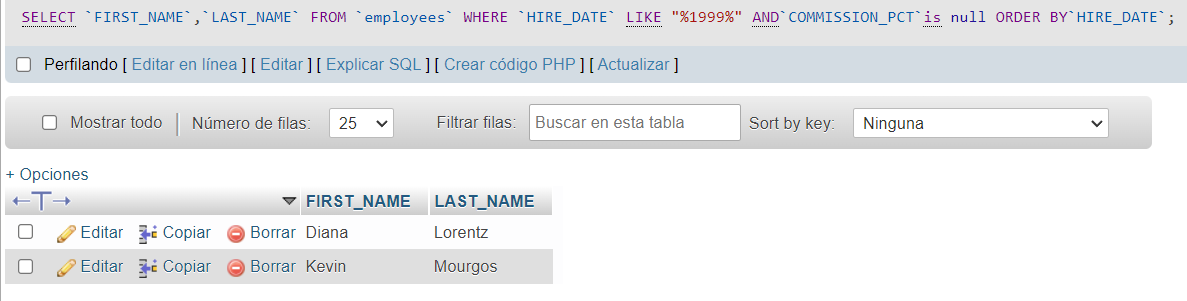 SELECT `FIRST_NAME`,`LAST_NAME` FROM `employees` WHERE `HIRE_DATE` LIKE "%1999%" AND`COMMISSION_PCT`is null ORDER BY`HIRE_DATE`;
Perfilando [ Editar en línea ] [ Editar ] [ Explicar SQL ] [ Crear código PHP ] [ Actualizar ]
Mostrar todo | Número de filas: 25 Filtrar filas: Buscar en esta tabla Sort by key: Ninguna
+ Opciones
FIRST_NAME LAST_NAME
Editar Copiar Borrar Diana Lorentz
Editar Copiar Borrar Kevin Mourgos